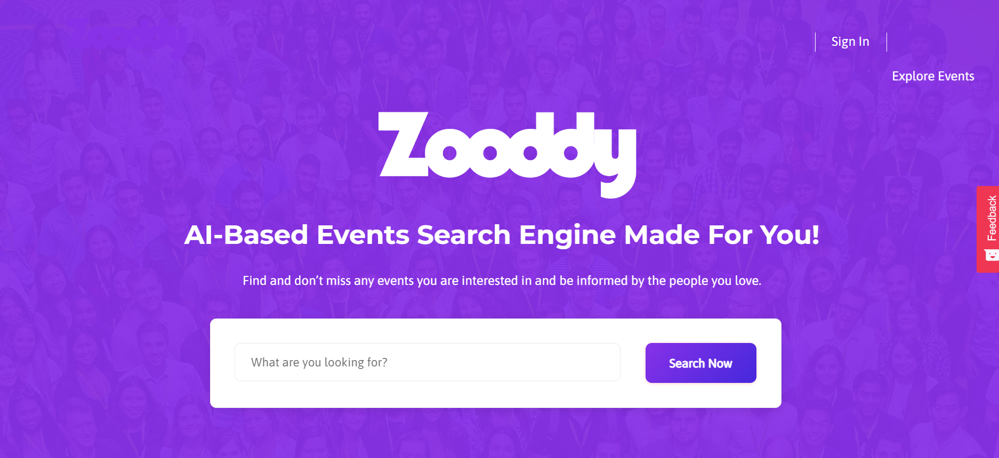 Zooddy
Sign In
Explore Events
Zooddy
AI-Based Events Search Engine Made For You!
Find and don’t miss any events you are interested in and be informed by the people you love.
What are you looking for?
Search Now
Feedback